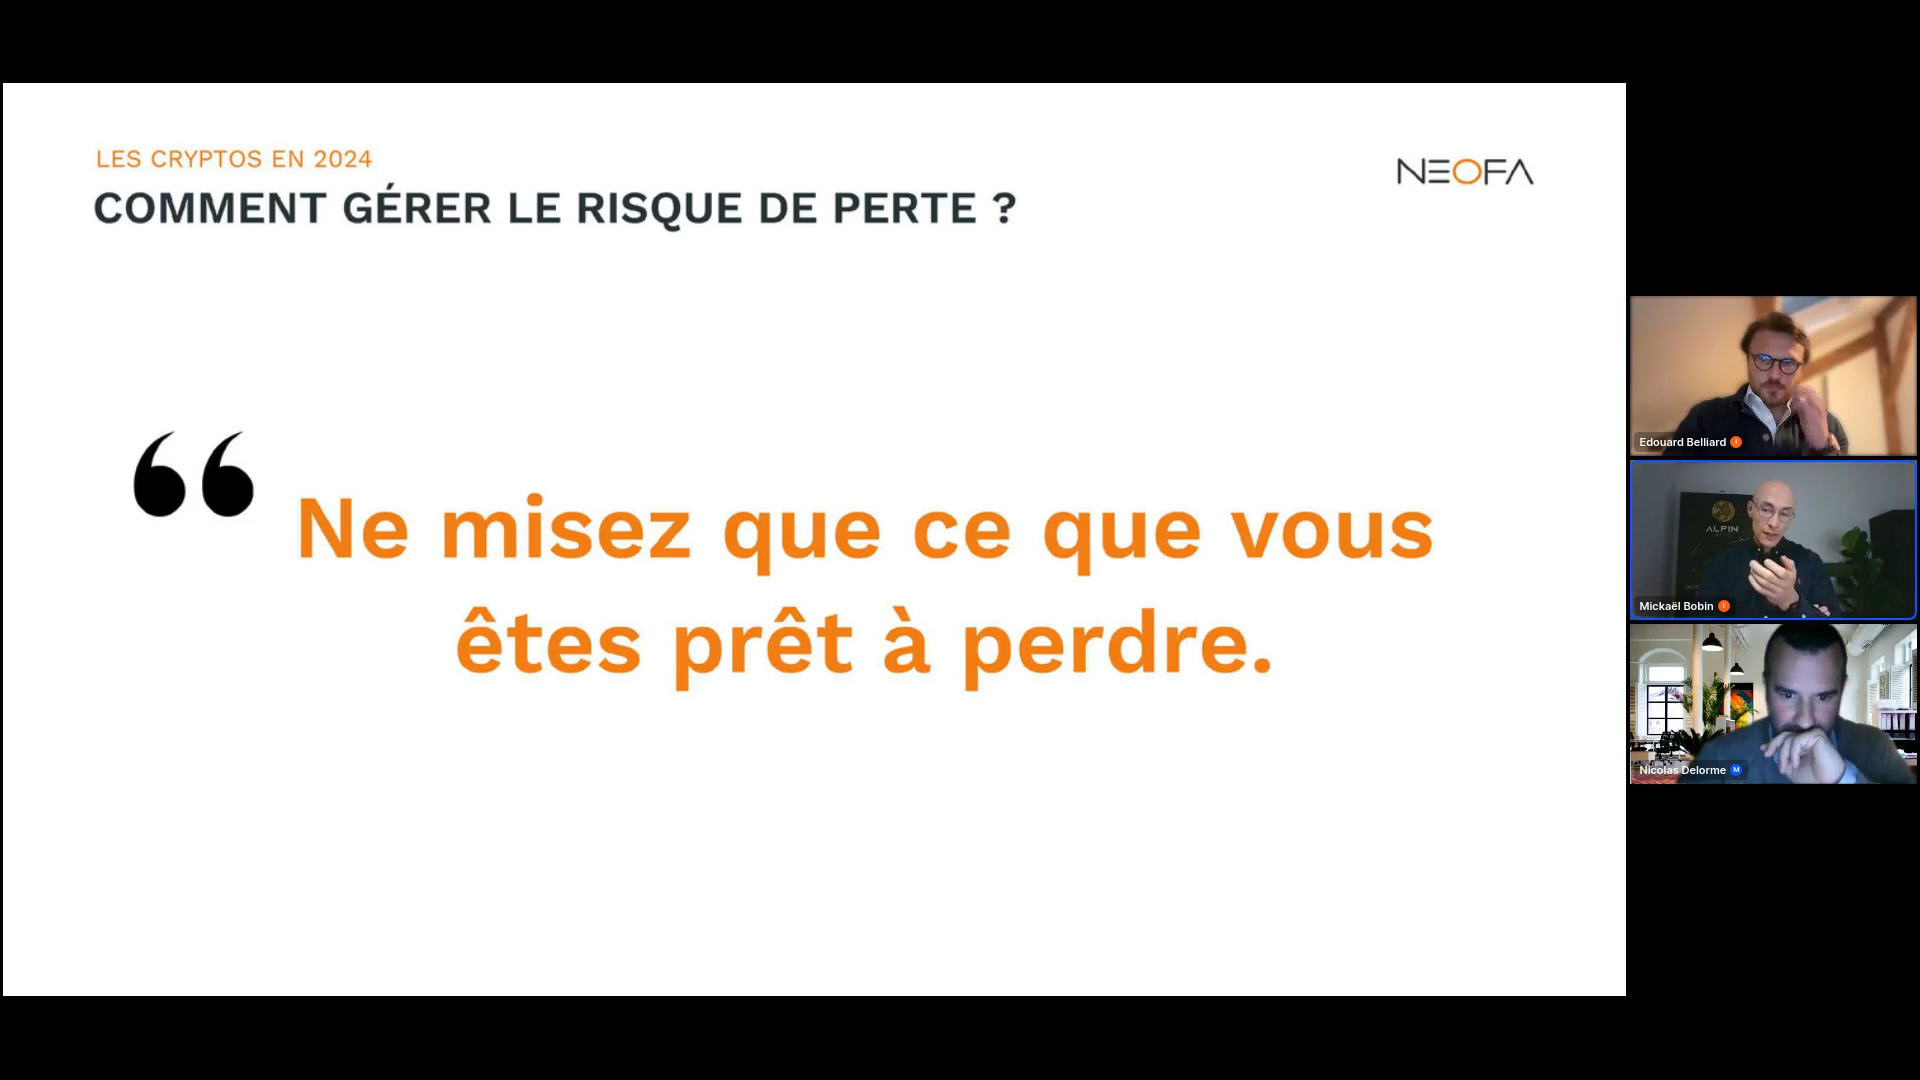 LES CRYPTOS EN 2024
COMMENT GÉRER LE RISQUE DE PERTE ?
NEOFA
“ Ne misez que ce que vous
êtes prêt à perdre.
Edouard Belliard I
ALPIN
Mickaël Bobin I
Nicolas Delorme M